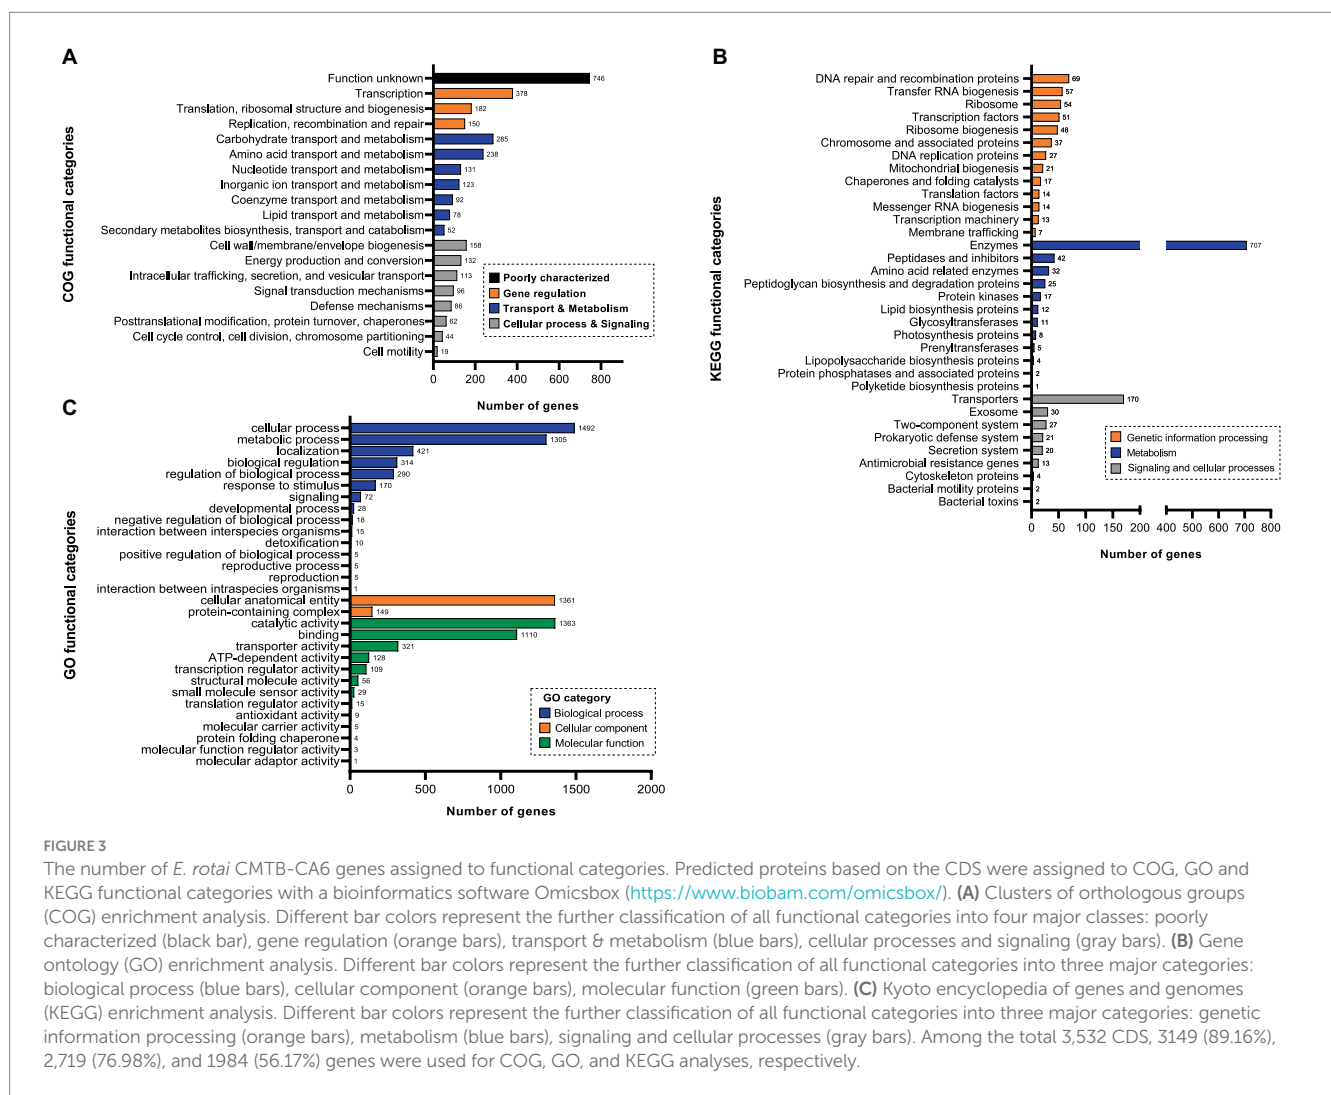 A
COG functional categories
Function unknown 746
Transcription 378
Translation, ribosomal structure and biogenesis 182
Replication, recombination and repair 150
Carbohydrate transport and metabolism 285
Amino acid transport and metabolism 238
Nucleotide transport and metabolism 131
Inorganic ion transport and metabolism 123
Coenzyme transport and metabolism 92
Lipid transport and metabolism 78
Secondary metabolites biosynthesis, transport and catabolism 52
Cell wall/membrane/envelope biogenesis 158
Energy production and conversion 132
Intracellular trafficking, secretion, and vesicular transport 113
Signal transduction mechanisms 96
Defense mechanisms 86
Posttranslational modification, protein turnover, chaperones 62
Cell cycle control, cell division, chromosome partitioning 44
Cell motility 19
0 200 400 600 800
Number of genes
Poorly characterized
Gene regulation
Transport & Metabolism
Cellular process & Signaling
B
KEGG functional categories
DNA repair and recombination proteins 69
Transfer RNA biogenesis 57
Ribosome 54
Transcription factors 51
Ribosome biogenesis 48
Chromosome and associated proteins 37
DNA replication proteins 27
Mitochondrial biogenesis 21
Chaperones and folding catalysts 17
Translation factors 14
Messenger RNA biogenesis 14
Transcription machinery 13
Membrane trafficking 7
Enzymes 707
Peptidases and inhibitors 42
Amino acid related enzymes 32
Peptidoglycan biosynthesis and degradation proteins 25
Protein kinases 17
Lipid biosynthesis proteins 12
Glycosyltransferases 11
Photosynthesis proteins 8
Prenyltransferases 5
Lipopolysaccharide biosynthesis proteins 4
Protein phosphatases and associated proteins 2
Polyketide biosynthesis proteins 1
Transporters 170
Exosome 30
Two-component system 27
Prokaryotic defense system 21
Secretion system 20
Antimicrobial resistance genes 13
Cytoskeleton proteins 4
Bacterial motility proteins 2
Bacterial toxins 2
0 50 100 150 200 400 500 600 700 800
Number of genes
Genetic information processing
Metabolism
Signaling and cellular processes
C
GO functional categories
cellular process 1492
metabolic process 1305
localization 421
biological regulation 314
regulation of biological process 290
response to stimulus 170
signaling 72
developmental process 28
negative regulation of biological process 18
interaction between interspecies organisms 15
detoxification 10
positive regulation of biological process 5
reproductive process 5
reproduction 5
interaction between intraspecies organisms 1
cellular anatomical entity 1361
protein-containing complex 149
catalytic activity 1363
binding 1110
transporter activity 321
ATP-dependent activity 128
transcription regulator activity 109
structural molecule activity 56
small molecule sensor activity 29
translation regulator activity 15
antioxidant activity 9
molecular carrier activity 5
protein folding chaperone 4
molecular function regulator activity 3
molecular adaptor activity 1
0 500 1000 1500 2000
Number of genes
GO category
Biological process
Cellular component
Molecular function
FIGURE 3
The number of E. rotai CMTB-CA6 genes assigned to functional categories. Predicted proteins based on the CDS were assigned to COG, GO and
KEGG functional categories with a bioinformatics software Omicsbox (https://www.biobam.com/omicsbox/). (A) Clusters of orthologous groups
(COG) enrichment analysis. Different bar colors represent the further classification of all functional categories into four major classes: poorly
characterized (black bar), gene regulation (orange bars), transport & metabolism (blue bars), cellular processes and signaling (gray bars). (B) Gene
ontology (GO) enrichment analysis. Different bar colors represent the further classification of all functional categories into three major categories:
biological process (blue bars), cellular component (orange bars), molecular function (green bars). (C) Kyoto encyclopedia of genes and genomes
(KEGG) enrichment analysis. Different bar colors represent the further classification of all functional categories into three major categories: genetic
information processing (orange bars), metabolism (blue bars), signaling and cellular processes (gray bars). Among the total 3,532 CDS, 3149 (89.16%),
2,719 (76.98%), and 1984 (56.17%) genes were used for COG, GO, and KEGG analyses, respectively.